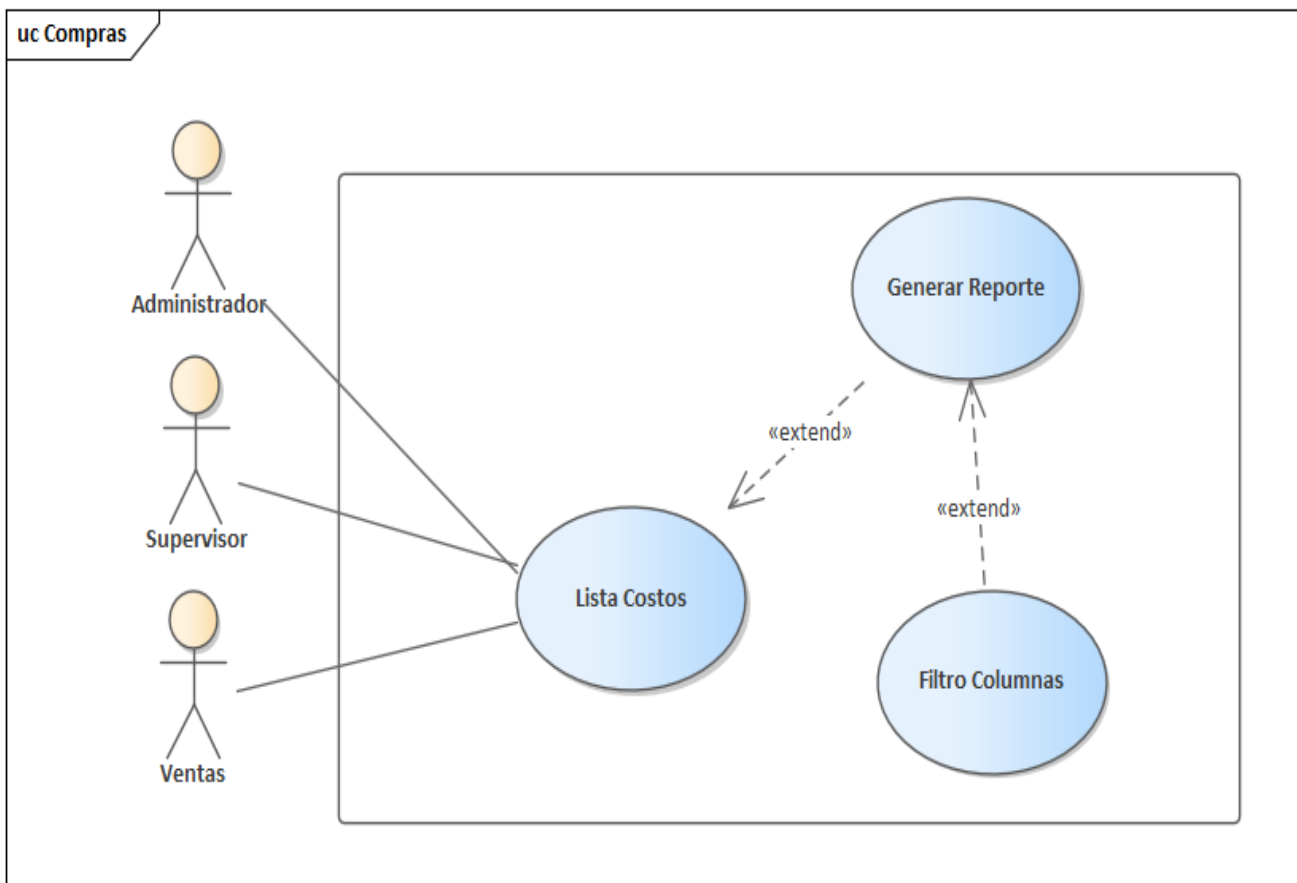 uc Compras
Administrador
Generar Reporte
«extend»
Supervisor
«extend»
Lista Costos
Filtro Columnas
Ventas